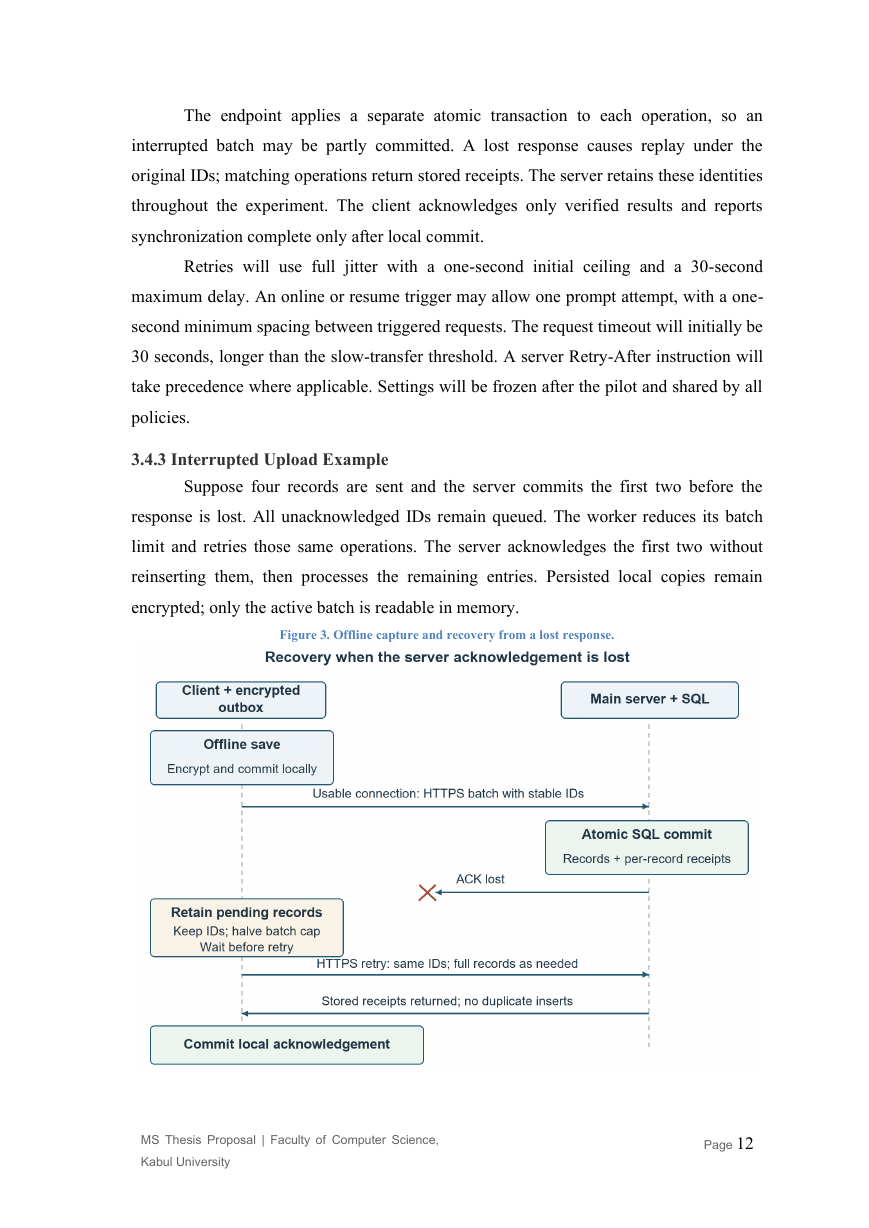 The endpoint applies a separate atomic transaction to each operation, so an
interrupted batch may be partly committed. A lost response causes replay under the
original IDs; matching operations return stored receipts. The server retains these identities
throughout the experiment. The client acknowledges only verified results and reports
synchronization complete only after local commit.
Retries will use full jitter with a one-second initial ceiling and a 30-second
maximum delay. An online or resume trigger may allow one prompt attempt, with a one-
second minimum spacing between triggered requests. The request timeout will initially be
30 seconds, longer than the slow-transfer threshold. A server Retry-After instruction will
take precedence where applicable. Settings will be frozen after the pilot and shared by all
policies.
3.4.3 Interrupted Upload Example
Suppose four records are sent and the server commits the first two before the
response is lost. All unacknowledged IDs remain queued. The worker reduces its batch
limit and retries those same operations. The server acknowledges the first two without
reinserting them, then processes the remaining entries. Persisted local copies remain
encrypted; only the active batch is readable in memory.
Figure 3. Offline capture and recovery from a lost response.
Recovery when the server acknowledgement is lost
Client + encrypted
outbox
Main server + SQL
Offline save
Encrypt and commit locally
Usable connection: HTTPS batch with stable IDs
Atomic SQL commit
Records + per-record receipts
ACK lost
Retain pending records
Keep IDs; halve batch cap
Wait before retry
HTTPS retry: same IDs; full records as needed
Stored receipts returned; no duplicate inserts
Commit local acknowledgement
MS Thesis Proposal | Faculty of Computer Science,
Kabul University
Page 12